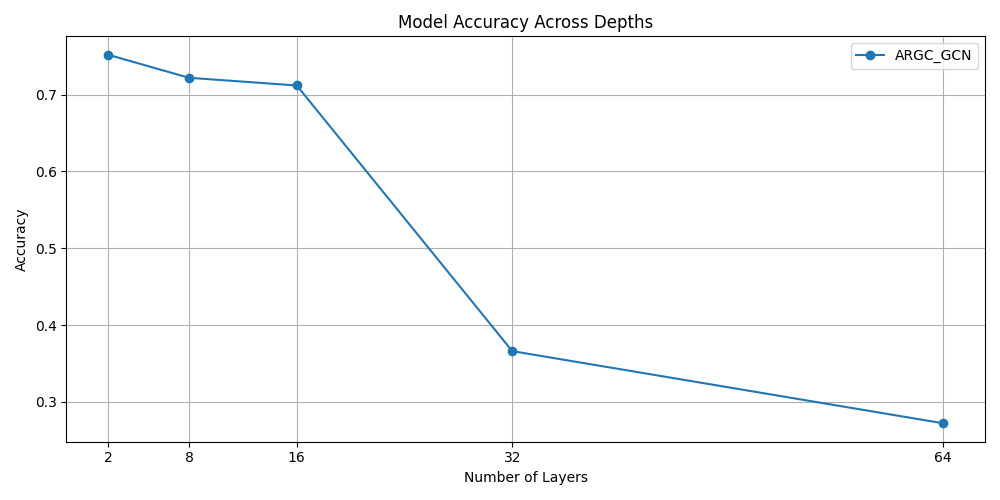 Model Accuracy Across Depths
ARGC_GCN
Accuracy
0.7
0.6
0.5
0.4
0.3
2 8 16 32 64
Number of Layers